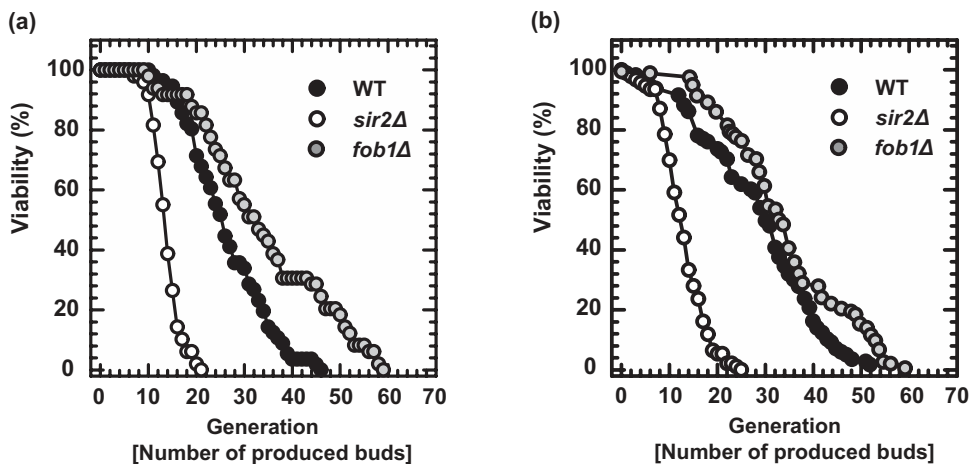 (a)
Viability (%)
100
80
60
40
20
0
0 10 20 30 40 50 60 70
Generation
[Number of produced buds]
WT
sir2Δ
fob1Δ
(b)
Viability (%)
100
80
60
40
20
0
0 10 20 30 40 50 60 70
Generation
[Number of produced buds]
WT
sir2Δ
fob1Δ